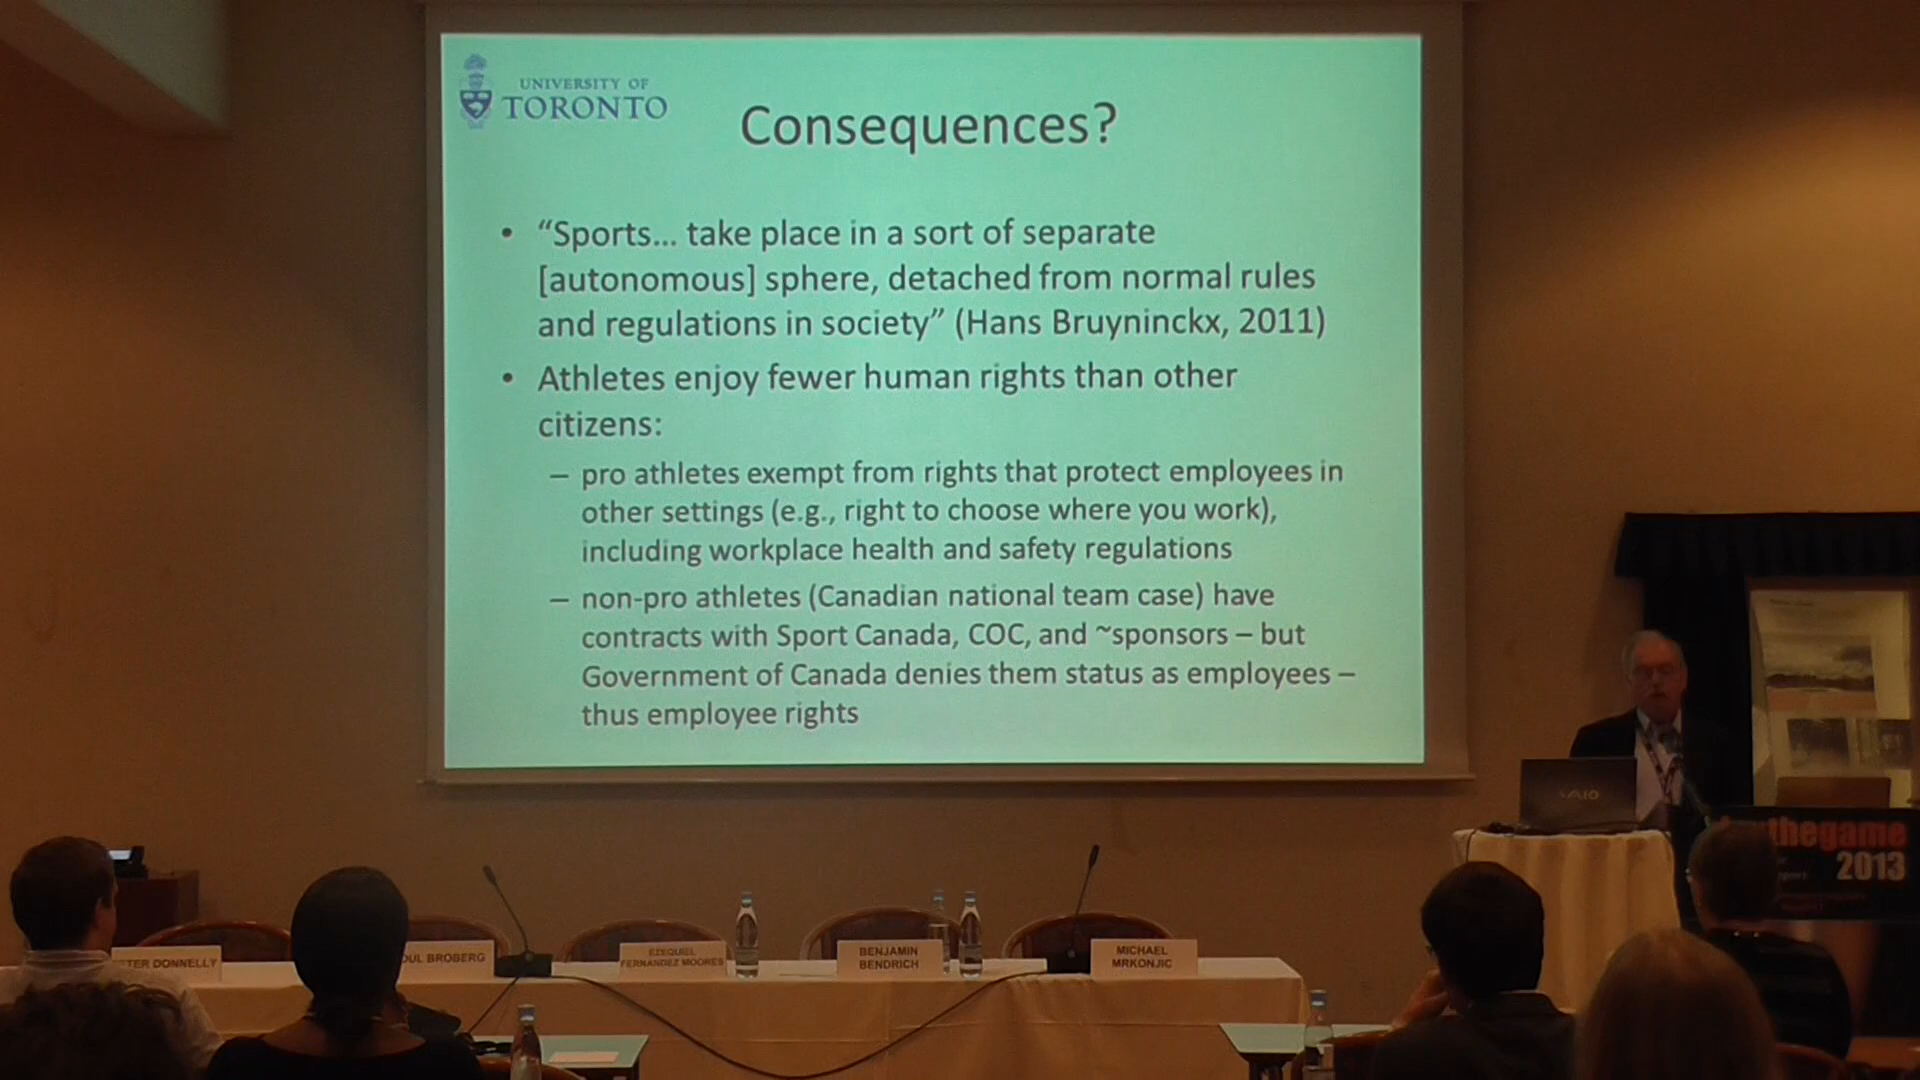 UNIVERSITY OF
TORONTO
Consequences?
• “Sports... take place in a sort of separate
[autonomous] sphere, detached from normal rules
and regulations in society” (Hans Bruyninckx, 2011)
• Athletes enjoy fewer human rights than other
citizens:
– pro athletes exempt from rights that protect employees in
other settings (e.g., right to choose where you work),
including workplace health and safety regulations
– non-pro athletes (Canadian national team case) have
contracts with Sport Canada, COC, and ~sponsors – but
Government of Canada denies them status as employees –
thus employee rights
VAIO
thegame
2013
TER DONNELLY
OUL BROBERG
EZEQUIEL
FERNANDEZ MOORES
BENJAMIN
BENDRICH
MICHAEL
MRKONJIC